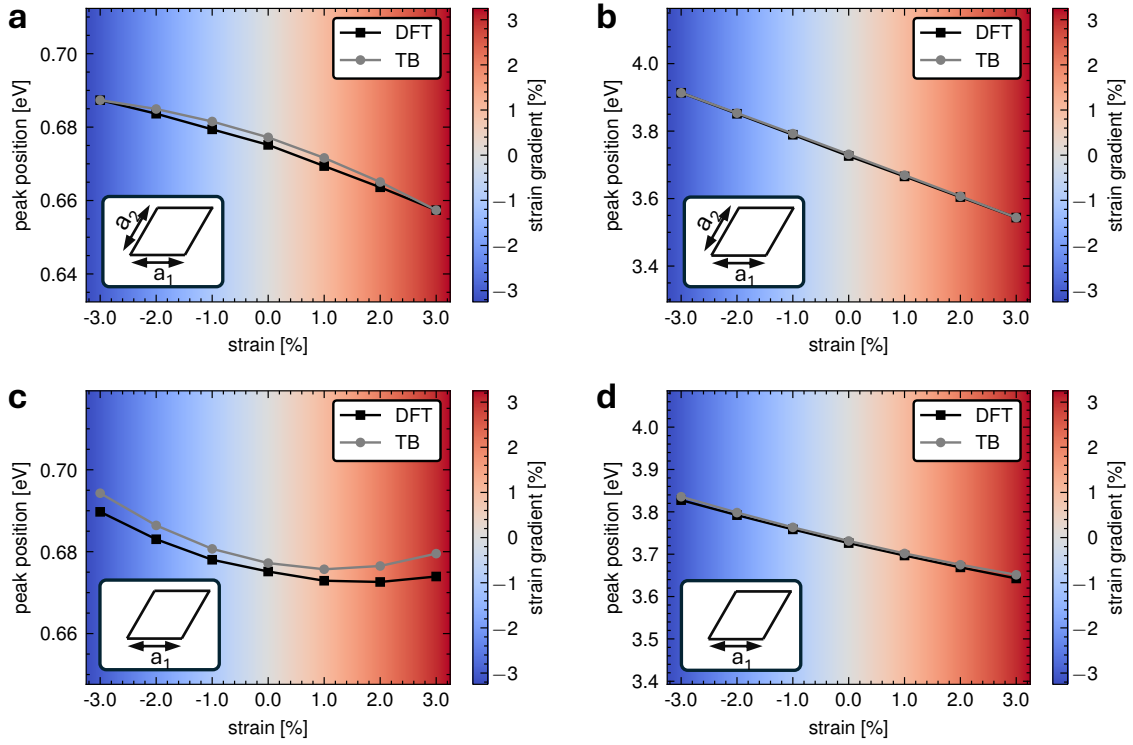 a
0.70
0.68
0.66
0.64
peak position [eV]
DFT
TB
a₂
a₁
-3.0 -2.0 -1.0 0.0 1.0 2.0 3.0
strain [%]
3
2
1
0
−1
−2
−3
strain gradient [%]
b
4.0
3.8
3.6
3.4
peak position [eV]
DFT
TB
a₂
a₁
-3.0 -2.0 -1.0 0.0 1.0 2.0 3.0
strain [%]
3
2
1
0
−1
−2
−3
strain gradient [%]
c
0.70
0.68
0.66
peak position [eV]
DFT
TB
a₁
-3.0 -2.0 -1.0 0.0 1.0 2.0 3.0
strain [%]
3
2
1
0
−1
−2
−3
strain gradient [%]
d
4.0
3.9
3.8
3.7
3.6
3.5
3.4
peak position [eV]
DFT
TB
a₁
-3.0 -2.0 -1.0 0.0 1.0 2.0 3.0
strain [%]
3
2
1
0
−1
−2
−3
strain gradient [%]